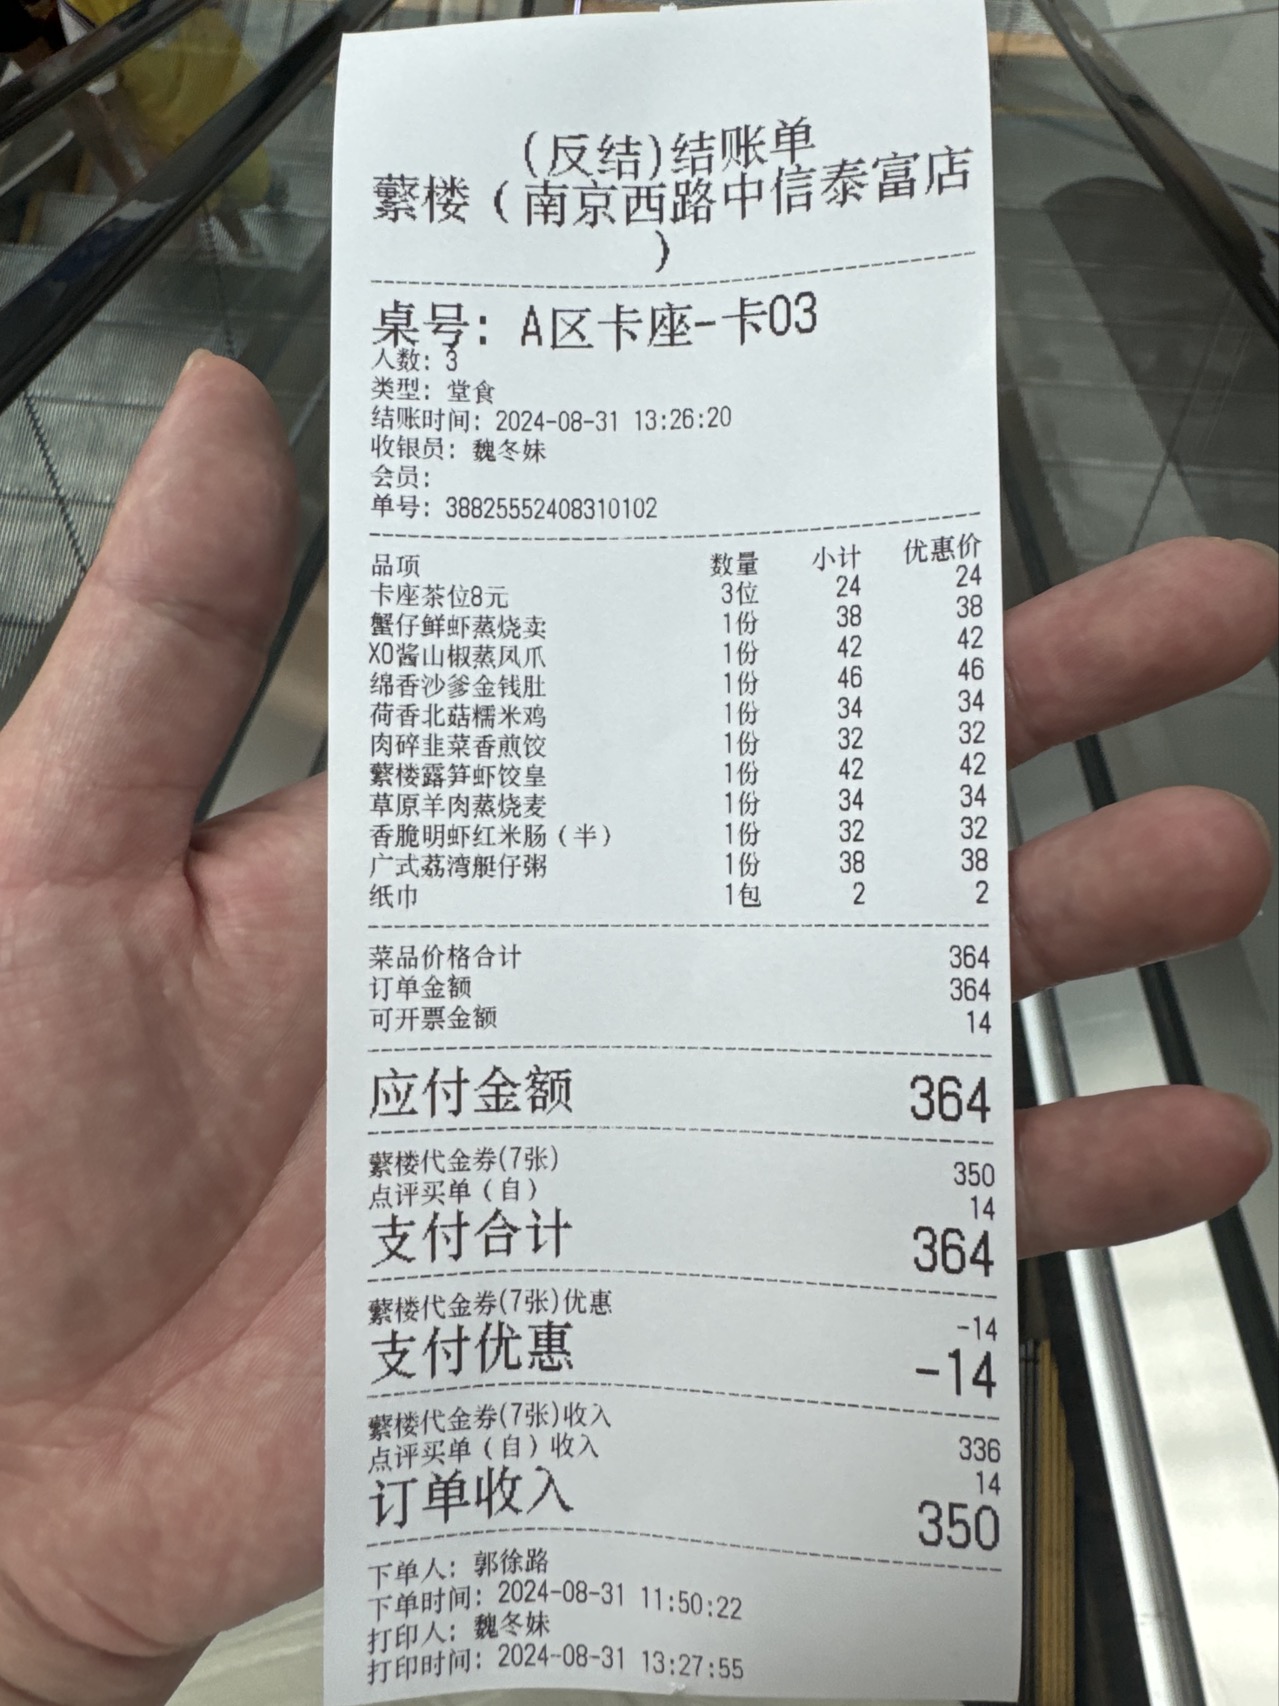 (反结)结账单
蘩楼（南京西路中信泰富店
）
桌号：A区卡座-卡03
人数：3
类型：堂食
结账时间：2024-08-31 13:26:20
收银员：魏冬妹
会员：
单号：38825552408310102
品项 数量 小计 优惠价
卡座茶位8元 3位 24 24
蟹仔鲜虾蒸烧卖 1份 38 38
XO酱山椒蒸凤爪 1份 42 42
绵香沙爹金钱肚 1份 46 46
荷香北菇糯米鸡 1份 34 34
肉碎韭菜香煎饺 1份 32 32
蘩楼露笋虾饺皇 1份 42 42
草原羊肉蒸烧麦 1份 34 34
香脆明虾红米肠（半） 1份 32 32
广式荔湾艇仔粥 1份 38 38
纸巾 1包 2 2
菜品价格合计 364
订单金额 364
可开票金额 14
应付金额 364
蘩楼代金券(7张) 350
点评买单（自） 14
支付合计 364
蘩楼代金券(7张)优惠 -14
支付优惠 -14
蘩楼代金券(7张)收入 336
点评买单（自）收入 14
订单收入 350
下单人：郭徐路
下单时间：2024-08-31 11:50:22
打印人：魏冬妹
打印时间：2024-08-31 13:27:55